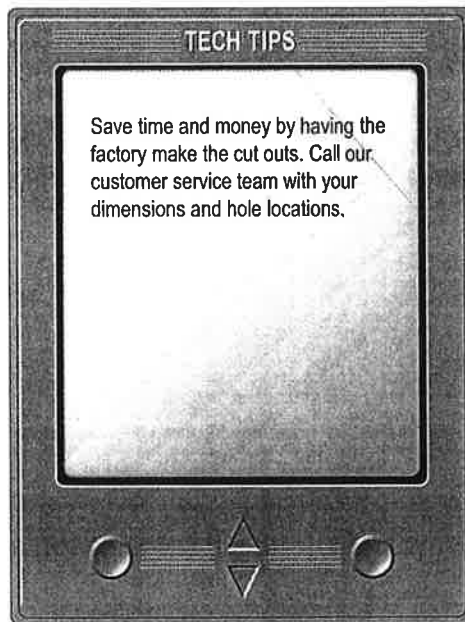 TECH TIPS
Save time and money by having the
factory make the cut outs. Call our
customer service team with your
dimensions and hole locations.